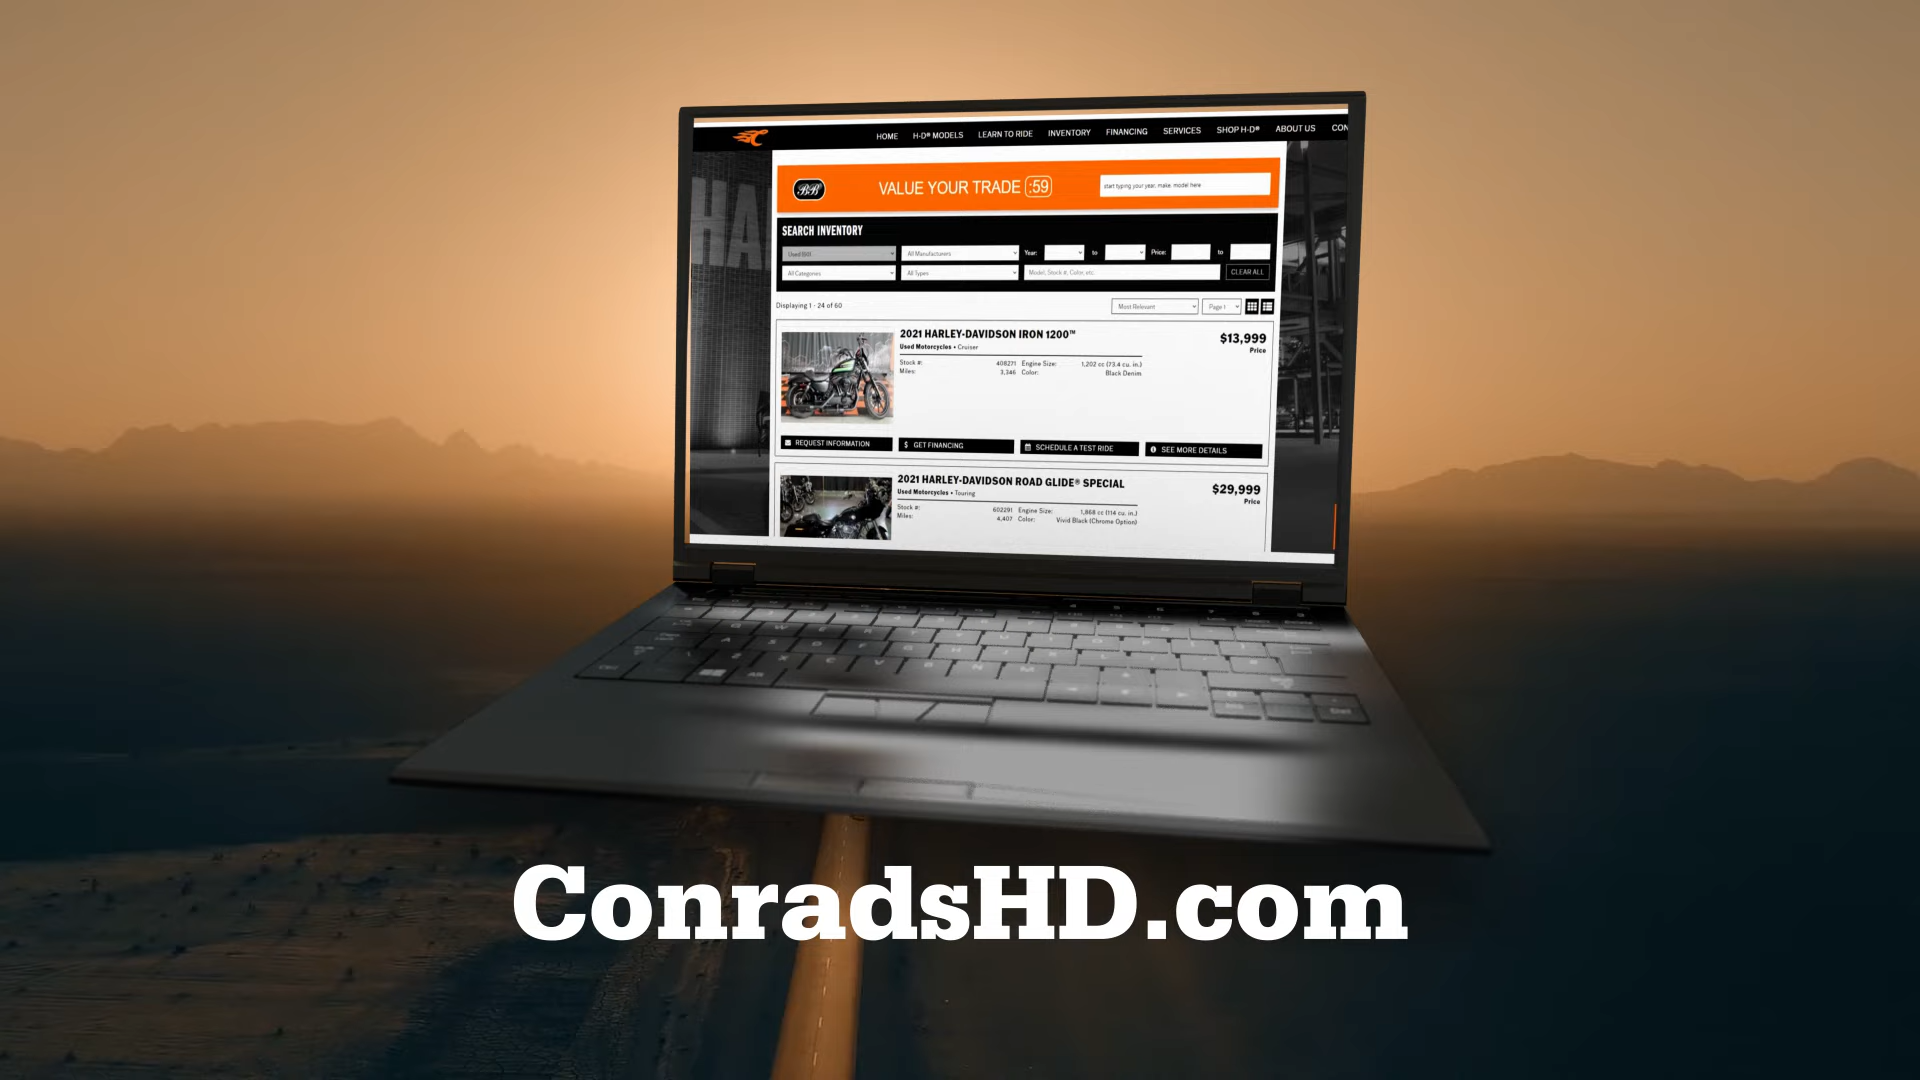 HOME H-D® MODELS LEARN TO RIDE INVENTORY FINANCING SERVICES SHOP H-D® ABOUT US CON
HA
BB VALUE YOUR TRADE :59 start typing your year, make, model here
SEARCH INVENTORY
All Manufacturers Year: to Price: to
All Categories All Types Model, Stock #, Color, etc. CLEAR ALL
Displaying 1 - 24 of 60 Most Relevant Page 1
2021 HARLEY-DAVIDSON IRON 1200™ $13,999
Used Motorcycles • Cruiser Price
Stock #: 408271 Engine Size: 1,202 cc (73.4 cu. in.)
Miles: 3,346 Color: Black Denim
REQUEST INFORMATION $ GET FINANCING SCHEDULE A TEST RIDE SEE MORE DETAILS
2021 HARLEY-DAVIDSON ROAD GLIDE® SPECIAL $29,999
Used Motorcycles • Touring Price
Stock #: 602291 Engine Size: 1,868 cc (114 cu. in.)
Miles: 4,407 Color: Vivid Black (Chrome Option)
ConradsHD.com